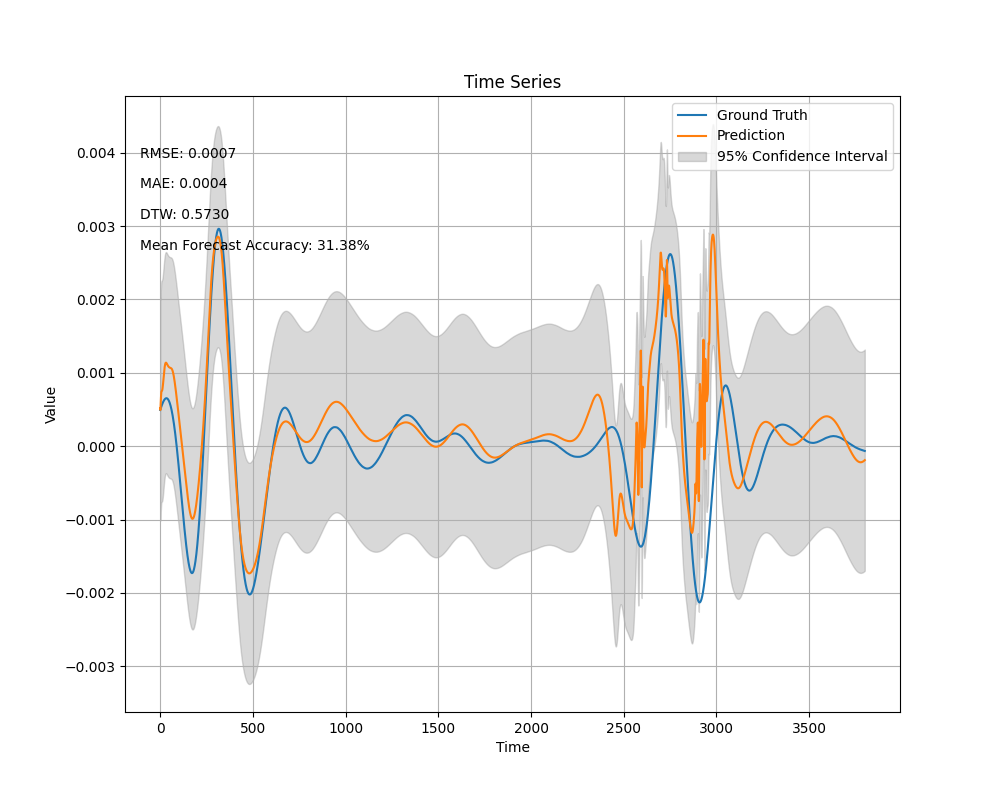 Time Series
Ground Truth
Prediction
95% Confidence Interval
RMSE: 0.0007
MAE: 0.0004
DTW: 0.5730
Mean Forecast Accuracy: 31.38%
0.004
0.003
0.002
0.001
0.000
−0.001
−0.002
−0.003
Value
0 500 1000 1500 2000 2500 3000 3500
Time